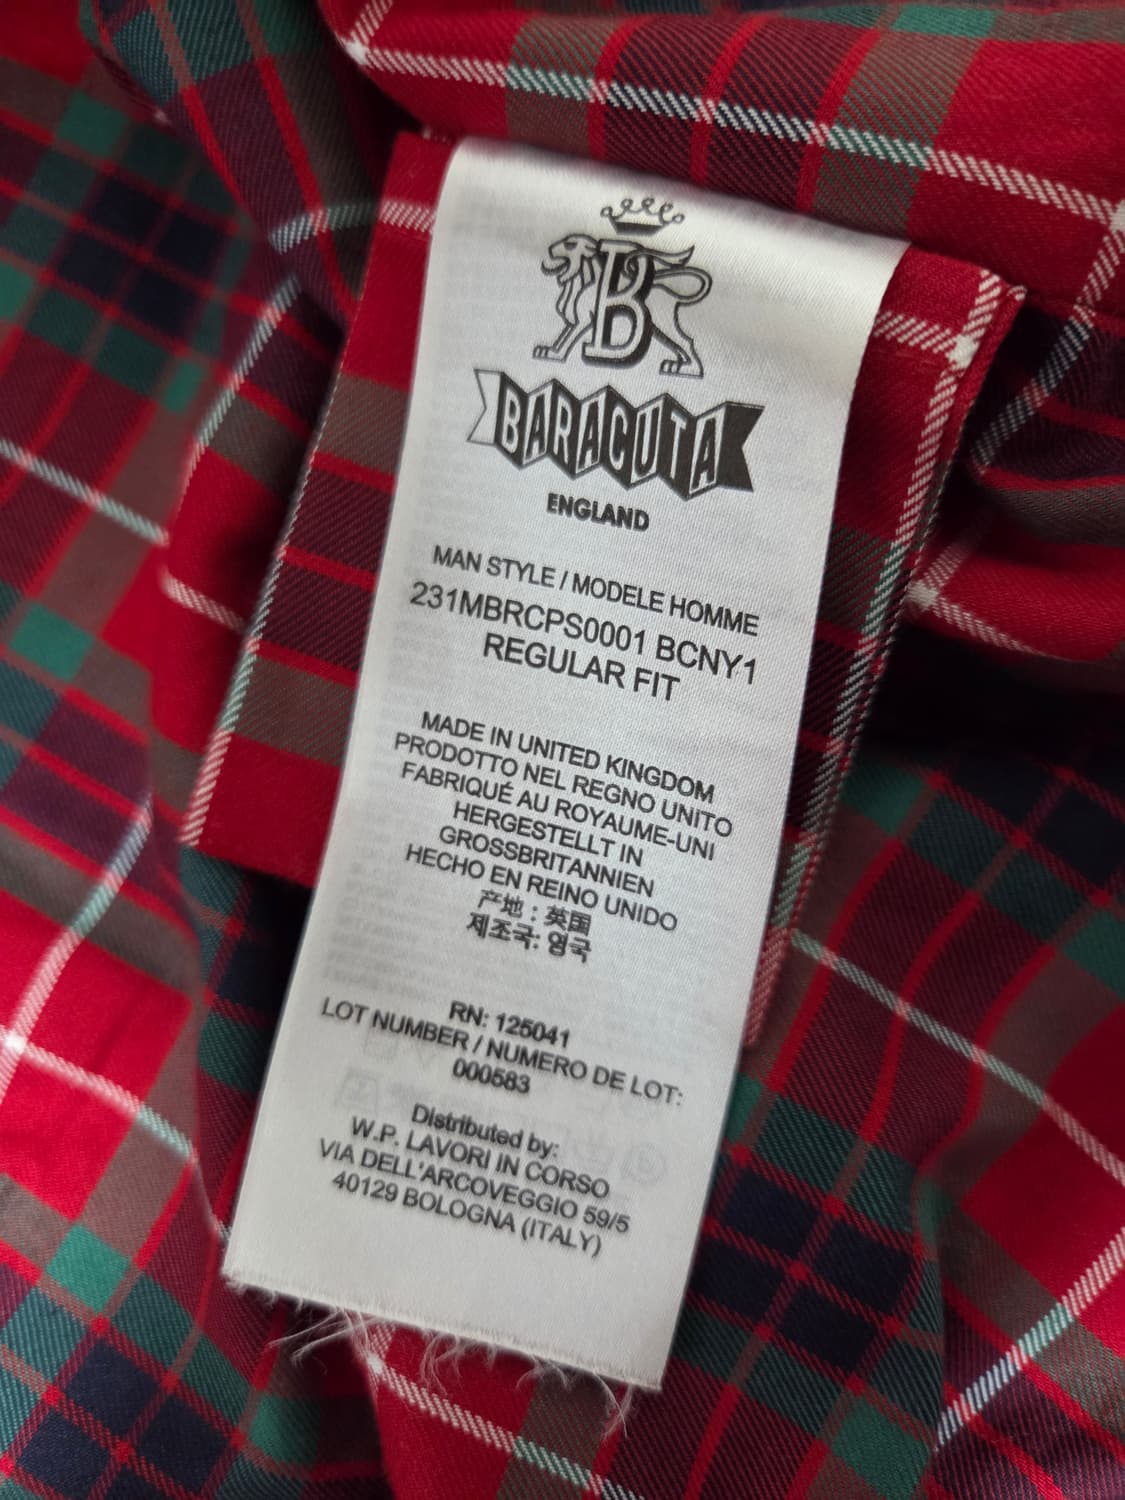 B
BARACUTA
ENGLAND
MAN STYLE / MODELE HOMME
231MBRCPS0001 BCNY1
REGULAR FIT
MADE IN UNITED KINGDOM
PRODOTTO NEL REGNO UNITO
FABRIQUÉ AU ROYAUME-UNI
HERGESTELLT IN
GROSSBRITANNIEN
HECHO EN REINO UNIDO
产地：英国
제조국: 영국
RN: 125041
LOT NUMBER / NUMERO DE LOT:
000583
Distributed by:
W.P. LAVORI IN CORSO
VIA DELL'ARCOVEGGIO 59/5
40129 BOLOGNA (ITALY)